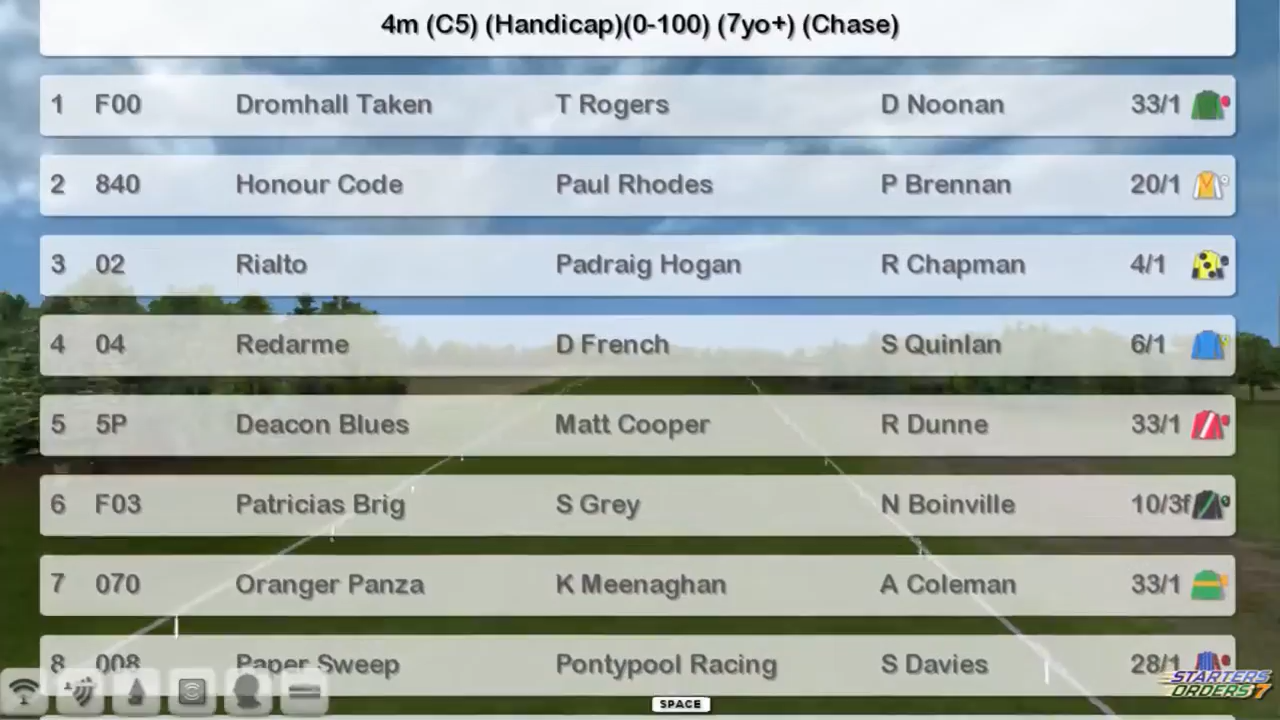 4m (C5) (Handicap)(0-100) (7yo+) (Chase)
1 F00 Dromhall Taken T Rogers D Noonan 33/1
2 840 Honour Code Paul Rhodes P Brennan 20/1
3 02 Rialto Padraig Hogan R Chapman 4/1
4 04 Redarme D French S Quinlan 6/1
5 5P Deacon Blues Matt Cooper R Dunne 33/1
6 F03 Patricias Brig S Grey N Boinville 10/3f
7 070 Oranger Panza K Meenaghan A Coleman 33/1
8 008 Paper Sweep Pontypool Racing S Davies 28/1
STARTERS ORDERS 7
SPACE